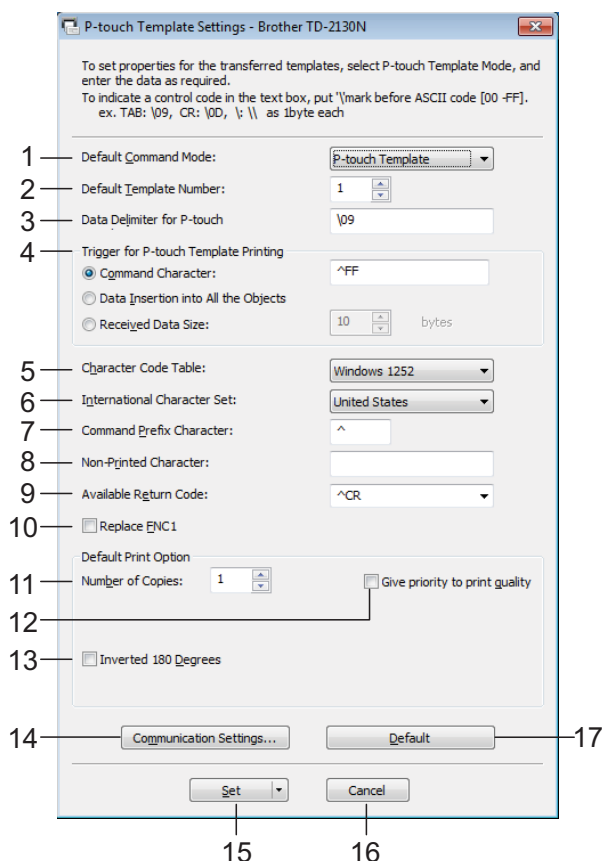 P-touch Template Settings - Brother TD-2130N
To set properties for the transferred templates, select P-touch Template Mode, and
enter the data as required.
To indicate a control code in the text box, put '\'mark before ASCII code [00 -FF].
ex. TAB: \09, CR: \0D, \: \\ as 1byte each
1 Default Command Mode: P-touch Template
2 Default Template Number: 1
3 Data Delimiter for P-touch \09
4 Trigger for P-touch Template Printing
Command Character: ^FF
Data Insertion into All the Objects
Received Data Size: 10 bytes
5 Character Code Table: Windows 1252
6 International Character Set: United States
7 Command Prefix Character: ^
8 Non-Printed Character:
9 Available Return Code: ^CR
10 Replace FNC1
Default Print Option
11 Number of Copies: 1 Give priority to print quality
12
13 Inverted 180 Degrees
14 Communication Settings... Default 17
Set Cancel
15 16